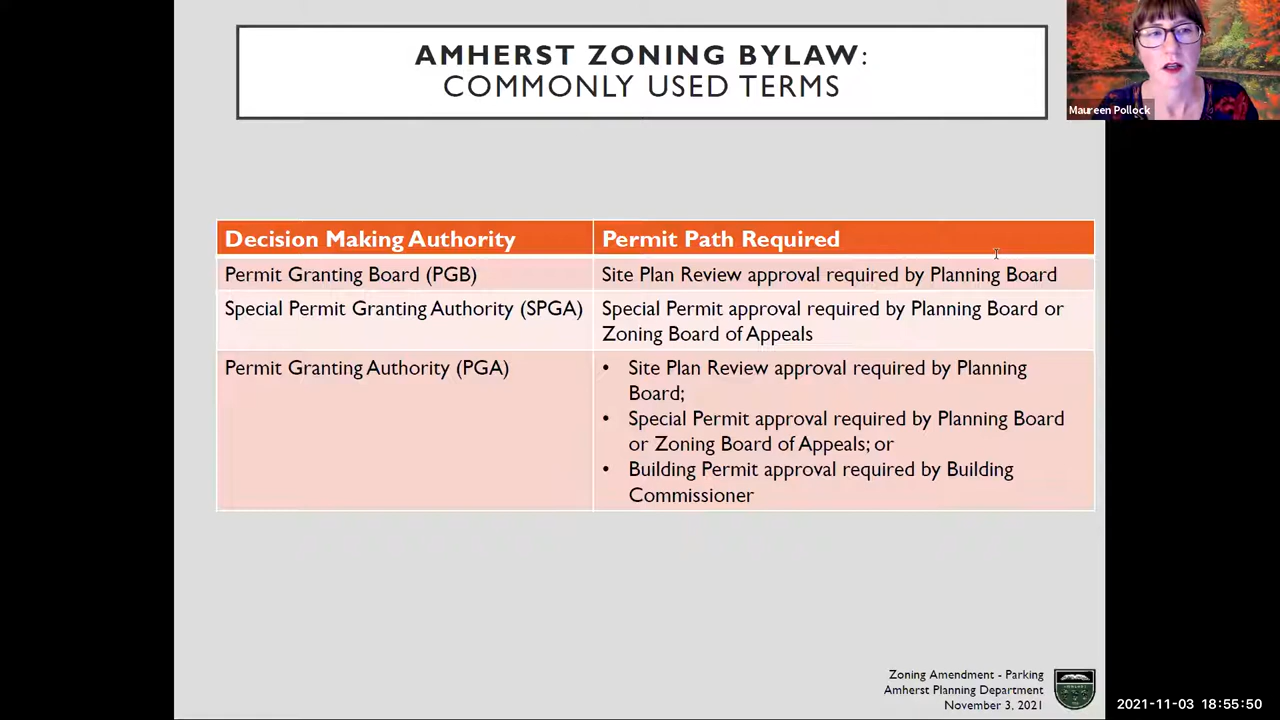 AMHERST ZONING BYLAW:
COMMONLY USED TERMS
Maureen Pollock
Decision Making Authority
Permit Path Required
Permit Granting Board (PGB)
Site Plan Review approval required by Planning Board
Special Permit Granting Authority (SPGA)
Special Permit approval required by Planning Board or
Zoning Board of Appeals
Permit Granting Authority (PGA)
• Site Plan Review approval required by Planning
Board;
• Special Permit approval required by Planning Board
or Zoning Board of Appeals; or
• Building Permit approval required by Building
Commissioner
Zoning Amendment - Parking
Amherst Planning Department
November 3, 2021
2021-11-03 18:55:50